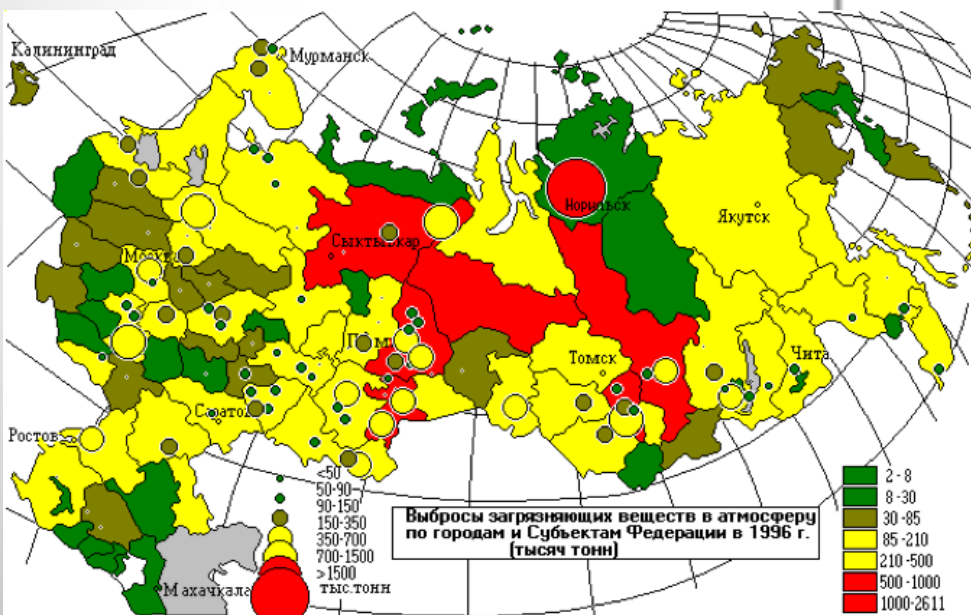 Калининград
Мурманск
Норильск
Якутск
Сыктывкар
Москва
Томск
Чита
Саратов
Ростов
Махачкала
<50
50-90
90-150
150-350
350-700
700-1500
>1500
тыс.тонн
Выбросы загрязняющих веществ в атмосферу
по городам и Субъектам Федерации в 1996 г.
(тысяч тонн)
2 - 8
8 -30
30 -85
85 -210
210 -500
500 -1000
1000-2611